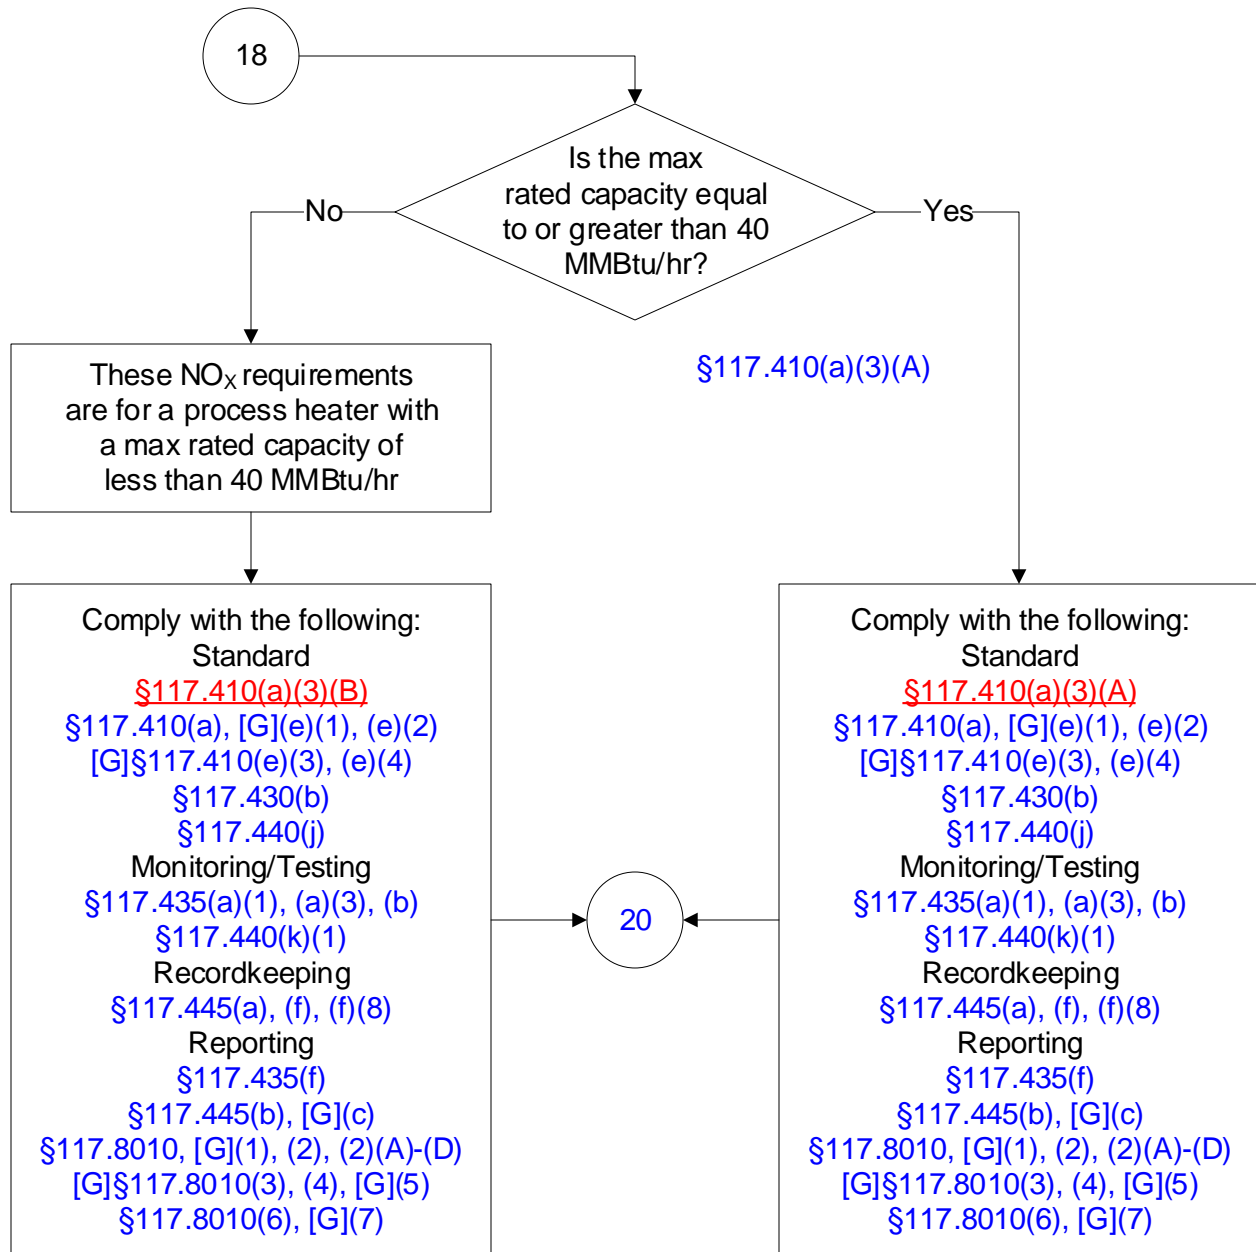 18
Is the max
rated capacity equal
to or greater than 40
MMBtu/hr?
No
Yes
§117.410(a)(3)(A)
These NOX requirements
are for a process heater with
a max rated capacity of
less than 40 MMBtu/hr
Comply with the following:
Standard
§117.410(a)(3)(B)
§117.410(a), [G](e)(1), (e)(2)
[G]§117.410(e)(3), (e)(4)
§117.430(b)
§117.440(j)
Monitoring/Testing
§117.435(a)(1), (a)(3), (b)
§117.440(k)(1)
Recordkeeping
§117.445(a), (f), (f)(8)
Reporting
§117.435(f)
§117.445(b), [G](c)
§117.8010, [G](1), (2), (2)(A)-(D)
[G]§117.8010(3), (4), [G](5)
§117.8010(6), [G](7)
20
Comply with the following:
Standard
§117.410(a)(3)(A)
§117.410(a), [G](e)(1), (e)(2)
[G]§117.410(e)(3), (e)(4)
§117.430(b)
§117.440(j)
Monitoring/Testing
§117.435(a)(1), (a)(3), (b)
§117.440(k)(1)
Recordkeeping
§117.445(a), (f), (f)(8)
Reporting
§117.435(f)
§117.445(b), [G](c)
§117.8010, [G](1), (2), (2)(A)-(D)
[G]§117.8010(3), (4), [G](5)
§117.8010(6), [G](7)